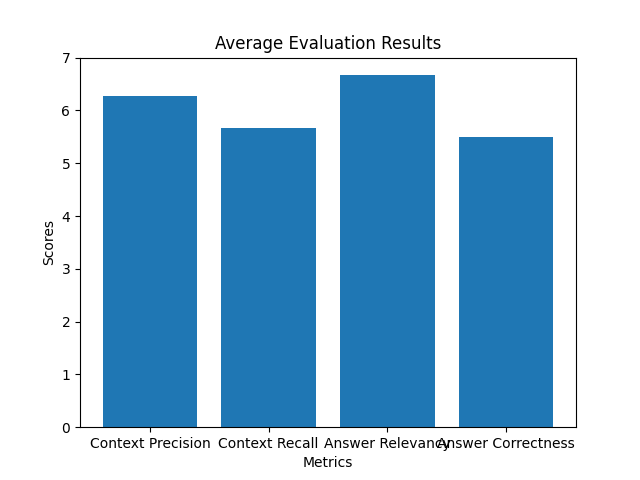 Average Evaluation Results
7
6
5
4
3
2
1
0
Scores
Context Precision Context Recall Answer Relevancy Answer Correctness
Metrics